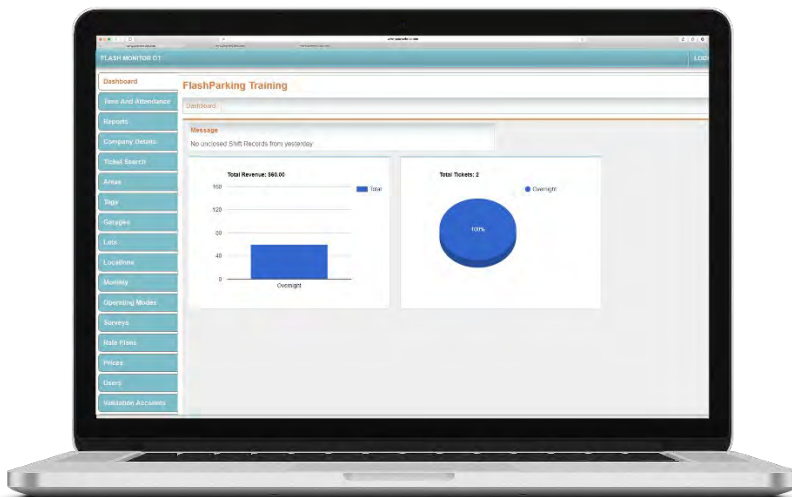 FLASH MONITOR
Dashboard
FlashParking Training
Time And Attendance
Dashboard
Reports
Message
Company Details
No unclosed Shift Records from yesterday
Ticket Search
Areas
Total Revenue: $60.00
Total Tickets: 2
160
Total
Overnight
Tags
120
Garages
80
100%
Lots
40
Locations
0
Monthly
Overnight
Operating Modes
Surveys
Rate Plans
Prices
Users
Validation Accounts